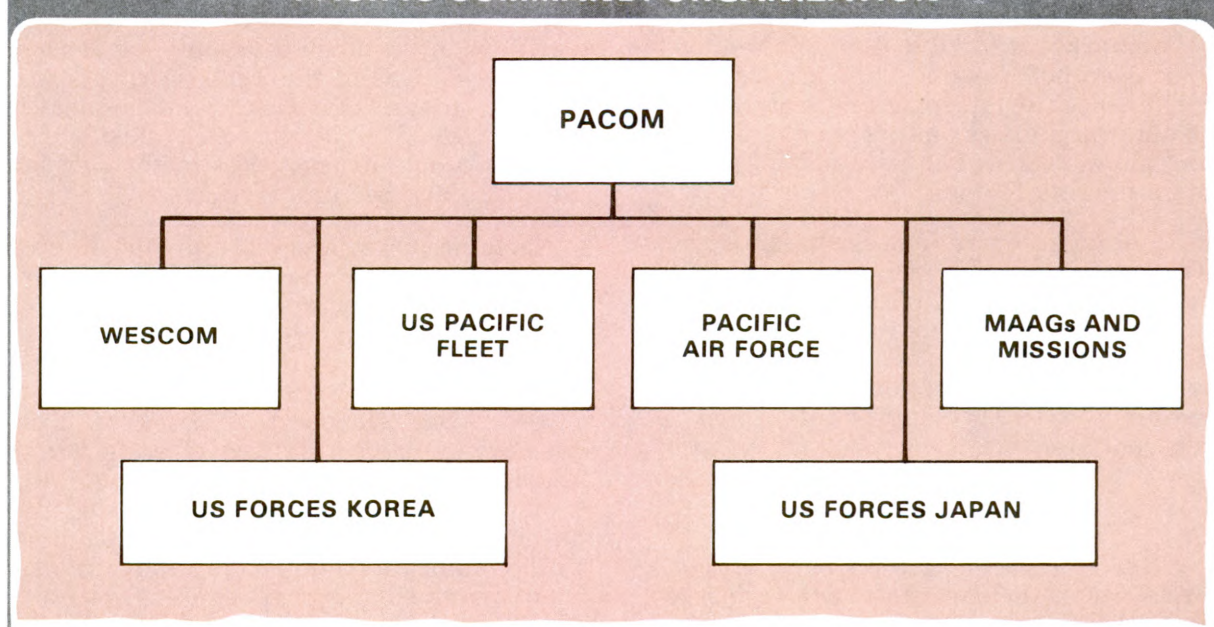 PACOM
WESCOM
US PACIFIC
FLEET
PACIFIC
AIR FORCE
MAAGs AND
MISSIONS
US FORCES KOREA
US FORCES JAPAN